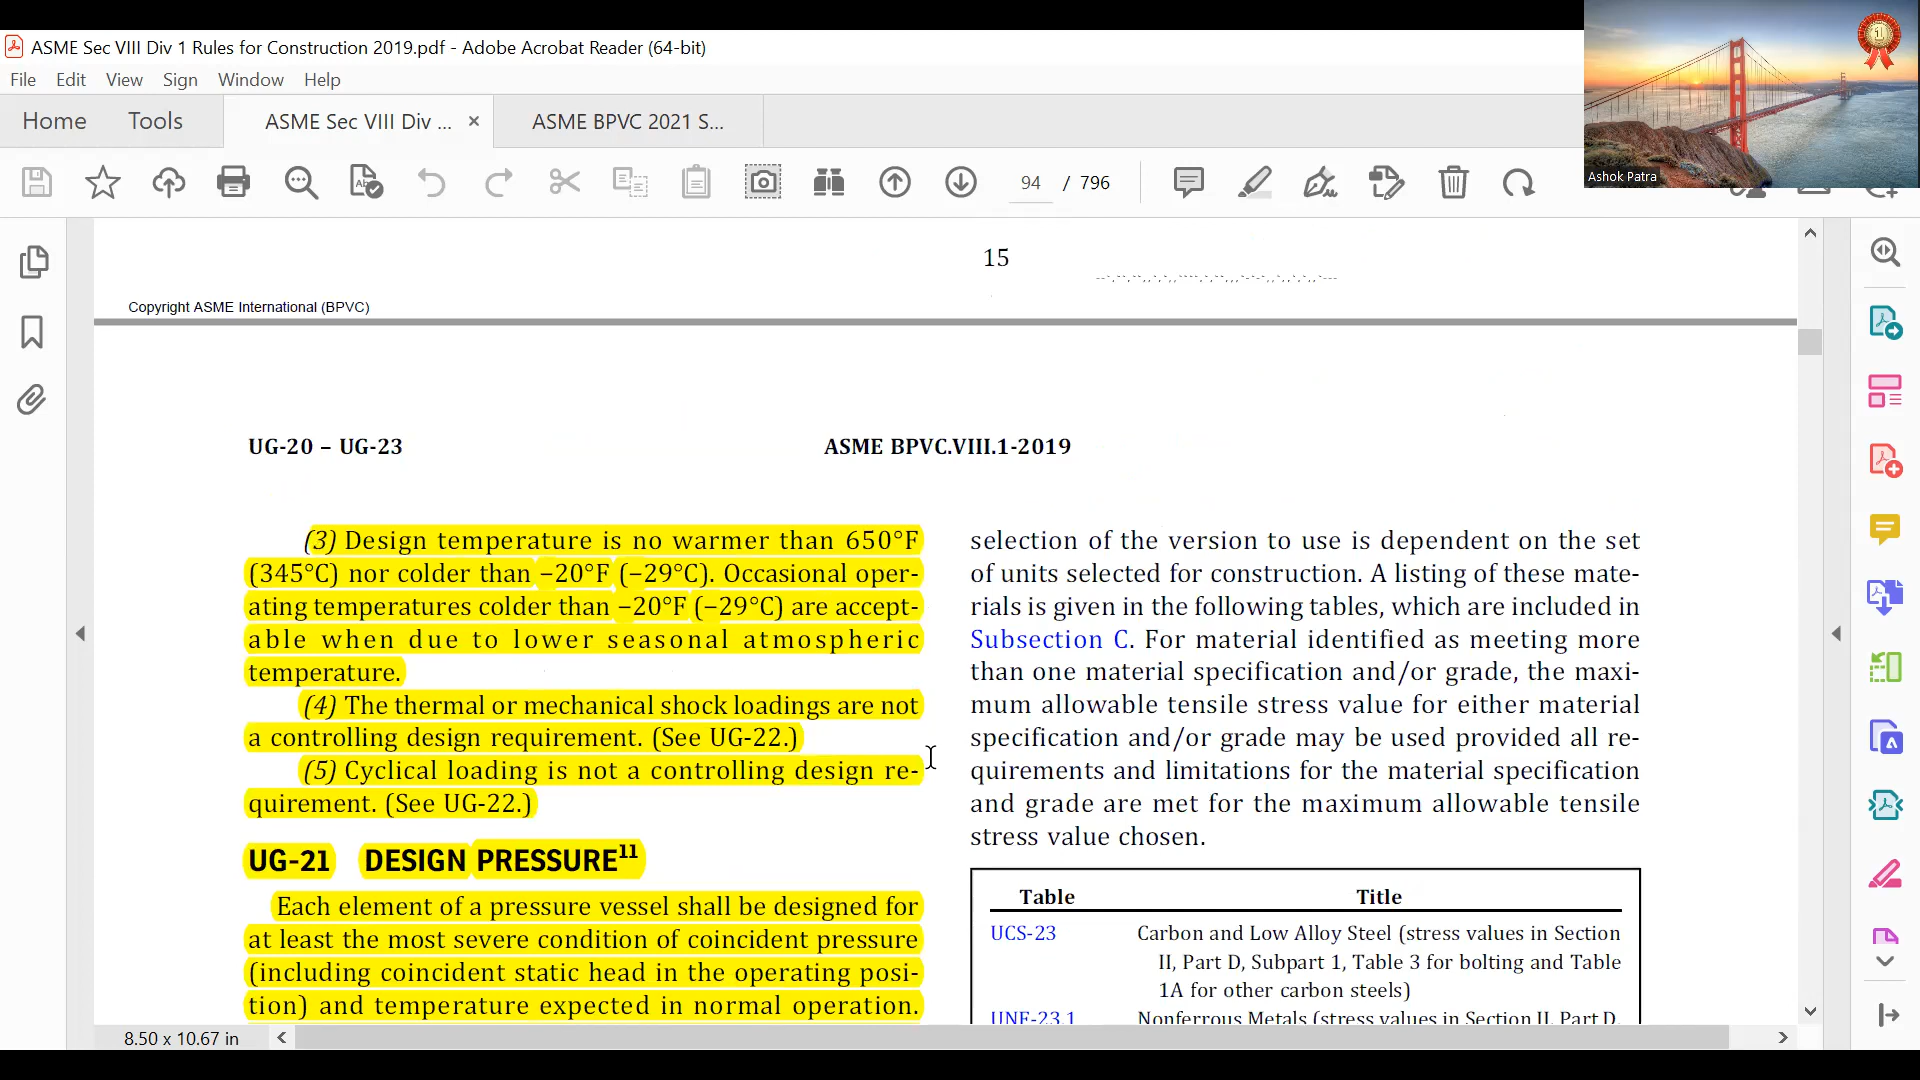 ASME Sec VIII Div 1 Rules for Construction 2019.pdf - Adobe Acrobat Reader (64-bit)
File Edit View Sign Window Help
Home Tools ASME Sec VIII Div ... × ASME BPVC 2021 S...
94 / 796
1
Ashok Patra
15
Copyright ASME International (BPVC)
UG-20 – UG-23 ASME BPVC.VIII.1-2019
(3) Design temperature is no warmer than 650°F
(345°C) nor colder than −20°F (−29°C). Occasional oper-
ating temperatures colder than −20°F (−29°C) are accept-
able when due to lower seasonal atmospheric
temperature.
(4) The thermal or mechanical shock loadings are not
a controlling design requirement. (See UG-22.)
(5) Cyclical loading is not a controlling design re-
quirement. (See UG-22.)
UG-21 DESIGN PRESSURE¹¹
Each element of a pressure vessel shall be designed for
at least the most severe condition of coincident pressure
(including coincident static head in the operating posi-
tion) and temperature expected in normal operation.
selection of the version to use is dependent on the set
of units selected for construction. A listing of these mate-
rials is given in the following tables, which are included in
Subsection C. For material identified as meeting more
than one material specification and/or grade, the maxi-
mum allowable tensile stress value for either material
specification and/or grade may be used provided all re-
quirements and limitations for the material specification
and grade are met for the maximum allowable tensile
stress value chosen.
Table Title
UCS-23 Carbon and Low Alloy Steel (stress values in Section
II, Part D, Subpart 1, Table 3 for bolting and Table
1A for other carbon steels)
UNF-23.1 Nonferrous Metals (stress values in Section II, Part D,
8.50 x 10.67 in